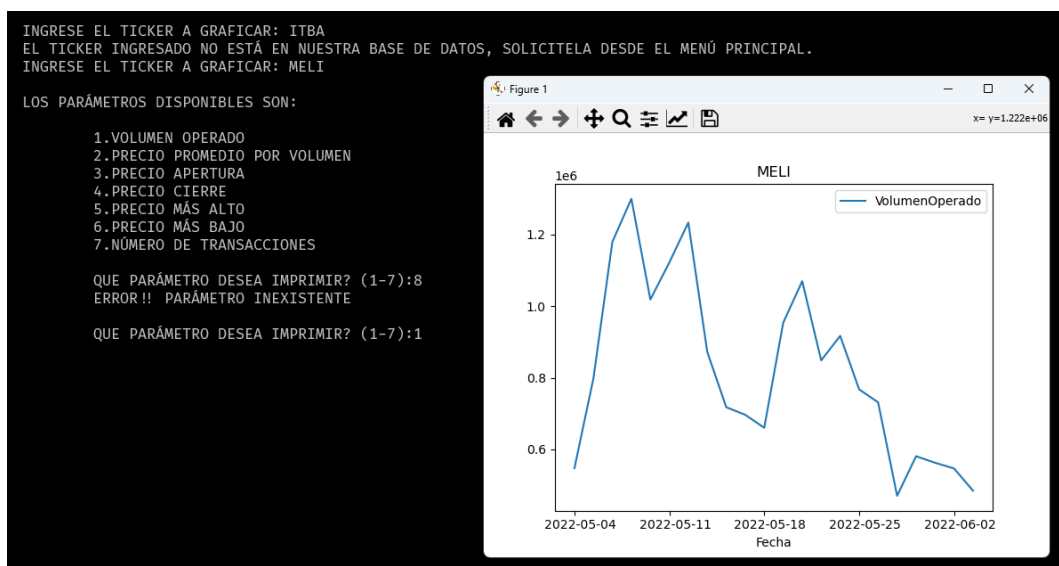 INGRESE EL TICKER A GRAFICAR: ITBA
EL TICKER INGRESADO NO ESTÁ EN NUESTRA BASE DE DATOS, SOLICITELA DESDE EL MENÚ PRINCIPAL.
INGRESE EL TICKER A GRAFICAR: MELI
LOS PARÁMETROS DISPONIBLES SON:
1.VOLUMEN OPERADO
2.PRECIO PROMEDIO POR VOLUMEN
3.PRECIO APERTURA
4.PRECIO CIERRE
5.PRECIO MÁS ALTO
6.PRECIO MÁS BAJO
7.NÚMERO DE TRANSACCIONES
QUE PARÁMETRO DESEA IMPRIMIR? (1-7):8
ERROR!! PARÁMETRO INEXISTENTE
QUE PARÁMETRO DESEA IMPRIMIR? (1-7):1
Figure 1
x= y=1.222e+06
MELI
1e6
VolumenOperado
1.2
1.0
0.8
0.6
2022-05-04 2022-05-11 2022-05-18 2022-05-25 2022-06-02
Fecha